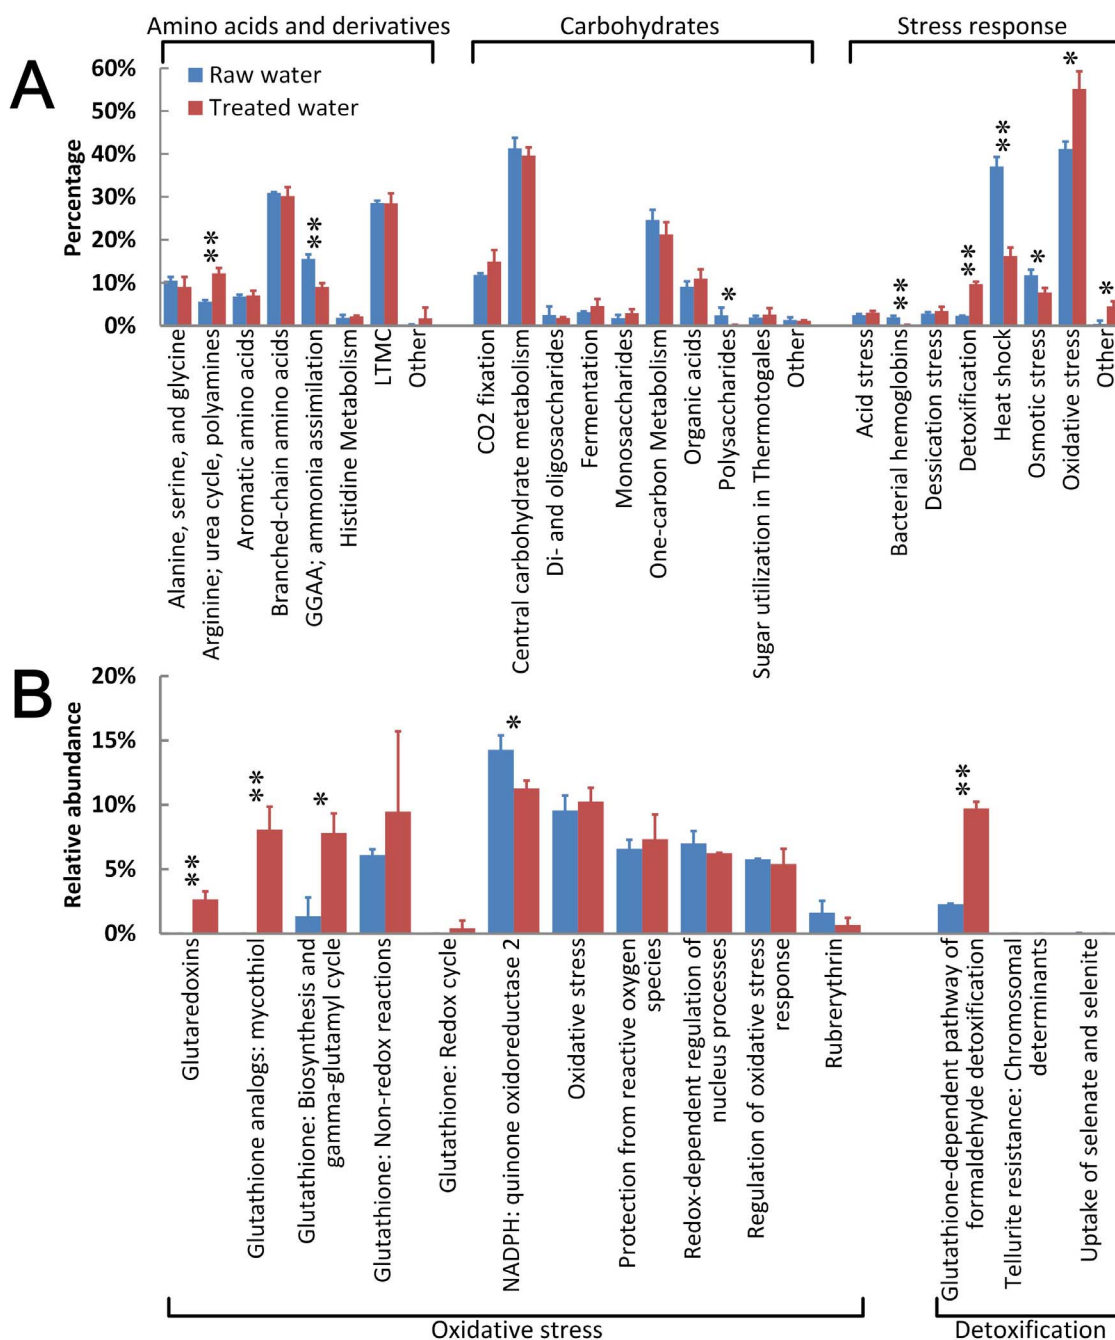 Amino acids and derivatives
Carbohydrates
Stress response
A
Percentage
60%
50%
40%
30%
20%
10%
0%
Raw water
Treated water
**
**
*
**
**
**
*
*
*
Alanine, serine, and glycine
Arginine; urea cycle, polyamines
Aromatic amino acids
Branched-chain amino acids
GGAA; ammonia assimilation
Histidine Metabolism
LTMC
Other
CO2 fixation
Central carbohydrate metabolism
Di- and oligosaccharides
Fermentation
Monosaccharides
One-carbon Metabolism
Organic acids
Polysaccharides
Sugar utilization in Thermotogales
Other
Acid stress
Bacterial hemoglobins
Dessication stress
Detoxification
Heat shock
Osmotic stress
Oxidative stress
Other
B
Relative abundance
20%
15%
10%
5%
0%
**
**
*
*
**
Glutaredoxins
Glutathione analogs: mycothiol
Glutathione: Biosynthesis and
gamma-glutamyl cycle
Glutathione: Non-redox reactions
Glutathione: Redox cycle
NADPH: quinone oxidoreductase 2
Oxidative stress
Protection from reactive oxygen
species
Redox-dependent regulation of
nucleus processes
Regulation of oxidative stress
response
Rubrerythrin
Glutathione-dependent pathway of
formaldehyde detoxification
Tellurite resistance: Chromosomal
determinants
Uptake of selenate and selenite
Oxidative stress
Detoxification